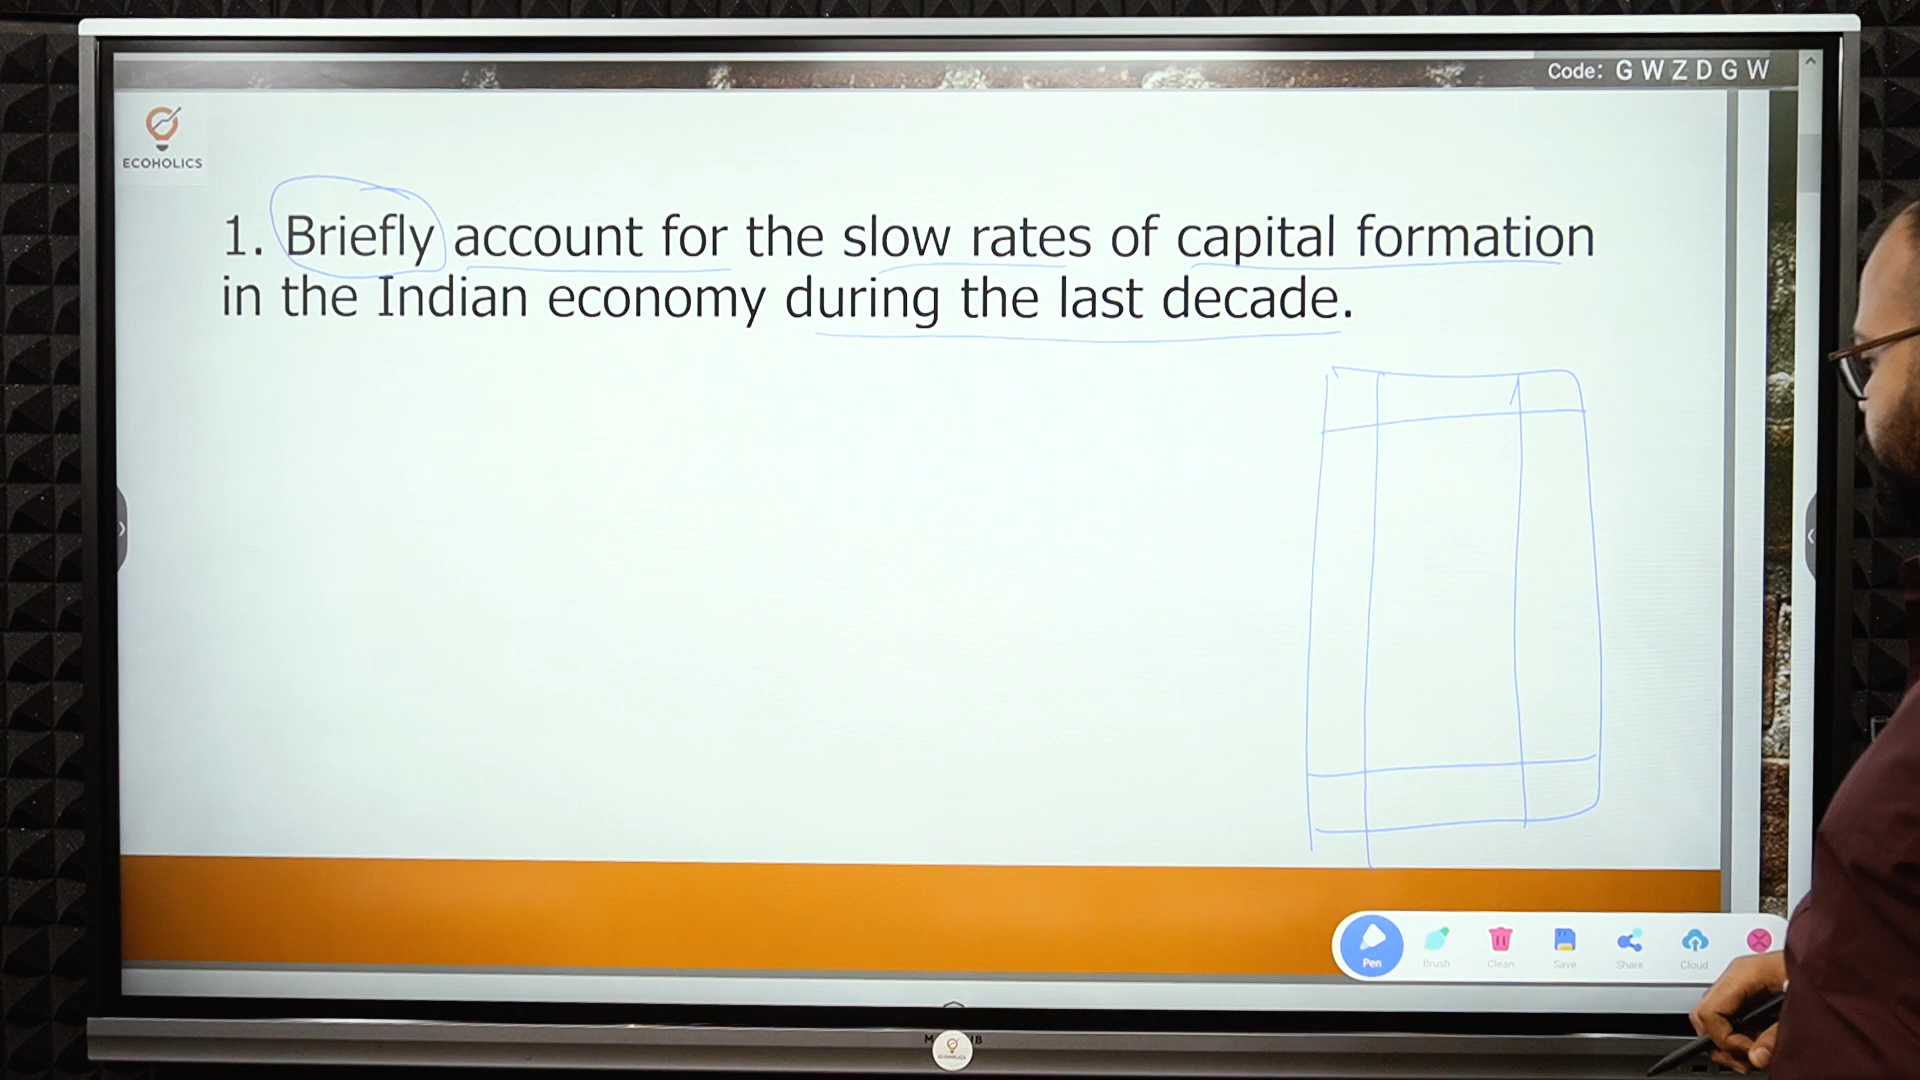 Code: G W Z D G W
ECOHOLICS
1. Briefly account for the slow rates of capital formation
in the Indian economy during the last decade.
Pen
Brush
Clean
Save
Share
Cloud
ECOHOLICS